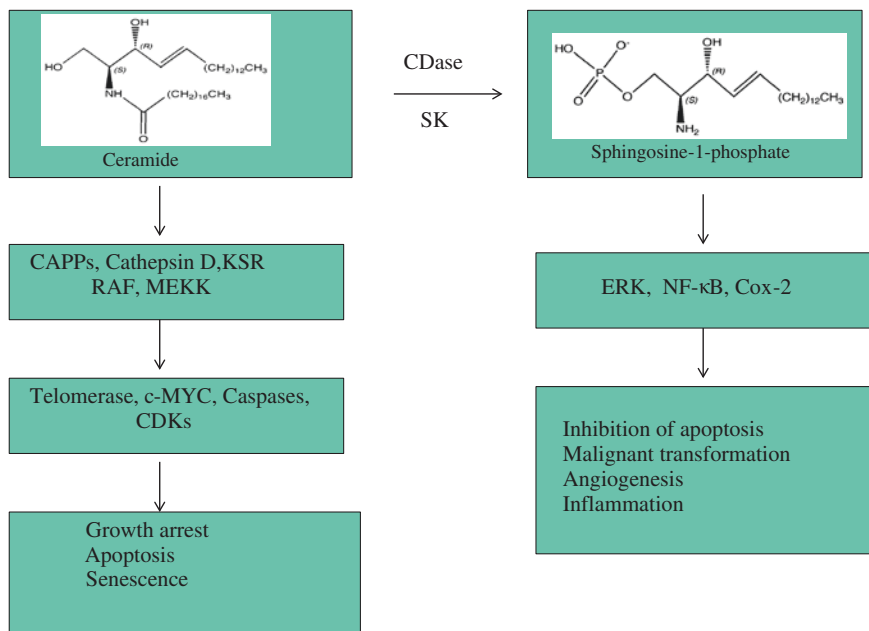 OH
(R)
HO
(S)
(CH2)12CH3
NH
(CH2)16CH3
O
Ceramide
CDase
SK
O-
HO
P
O
O
OH
(R)
(S)
NH2
(CH2)12CH3
Sphingosine-1-phosphate
CAPPs, Cathepsin D,KSR
RAF, MEKK
Telomerase, c-MYC, Caspases,
CDKs
Growth arrest
Apoptosis
Senescence
ERK, NF-κB, Cox-2
Inhibition of apoptosis
Malignant transformation
Angiogenesis
Inflammation